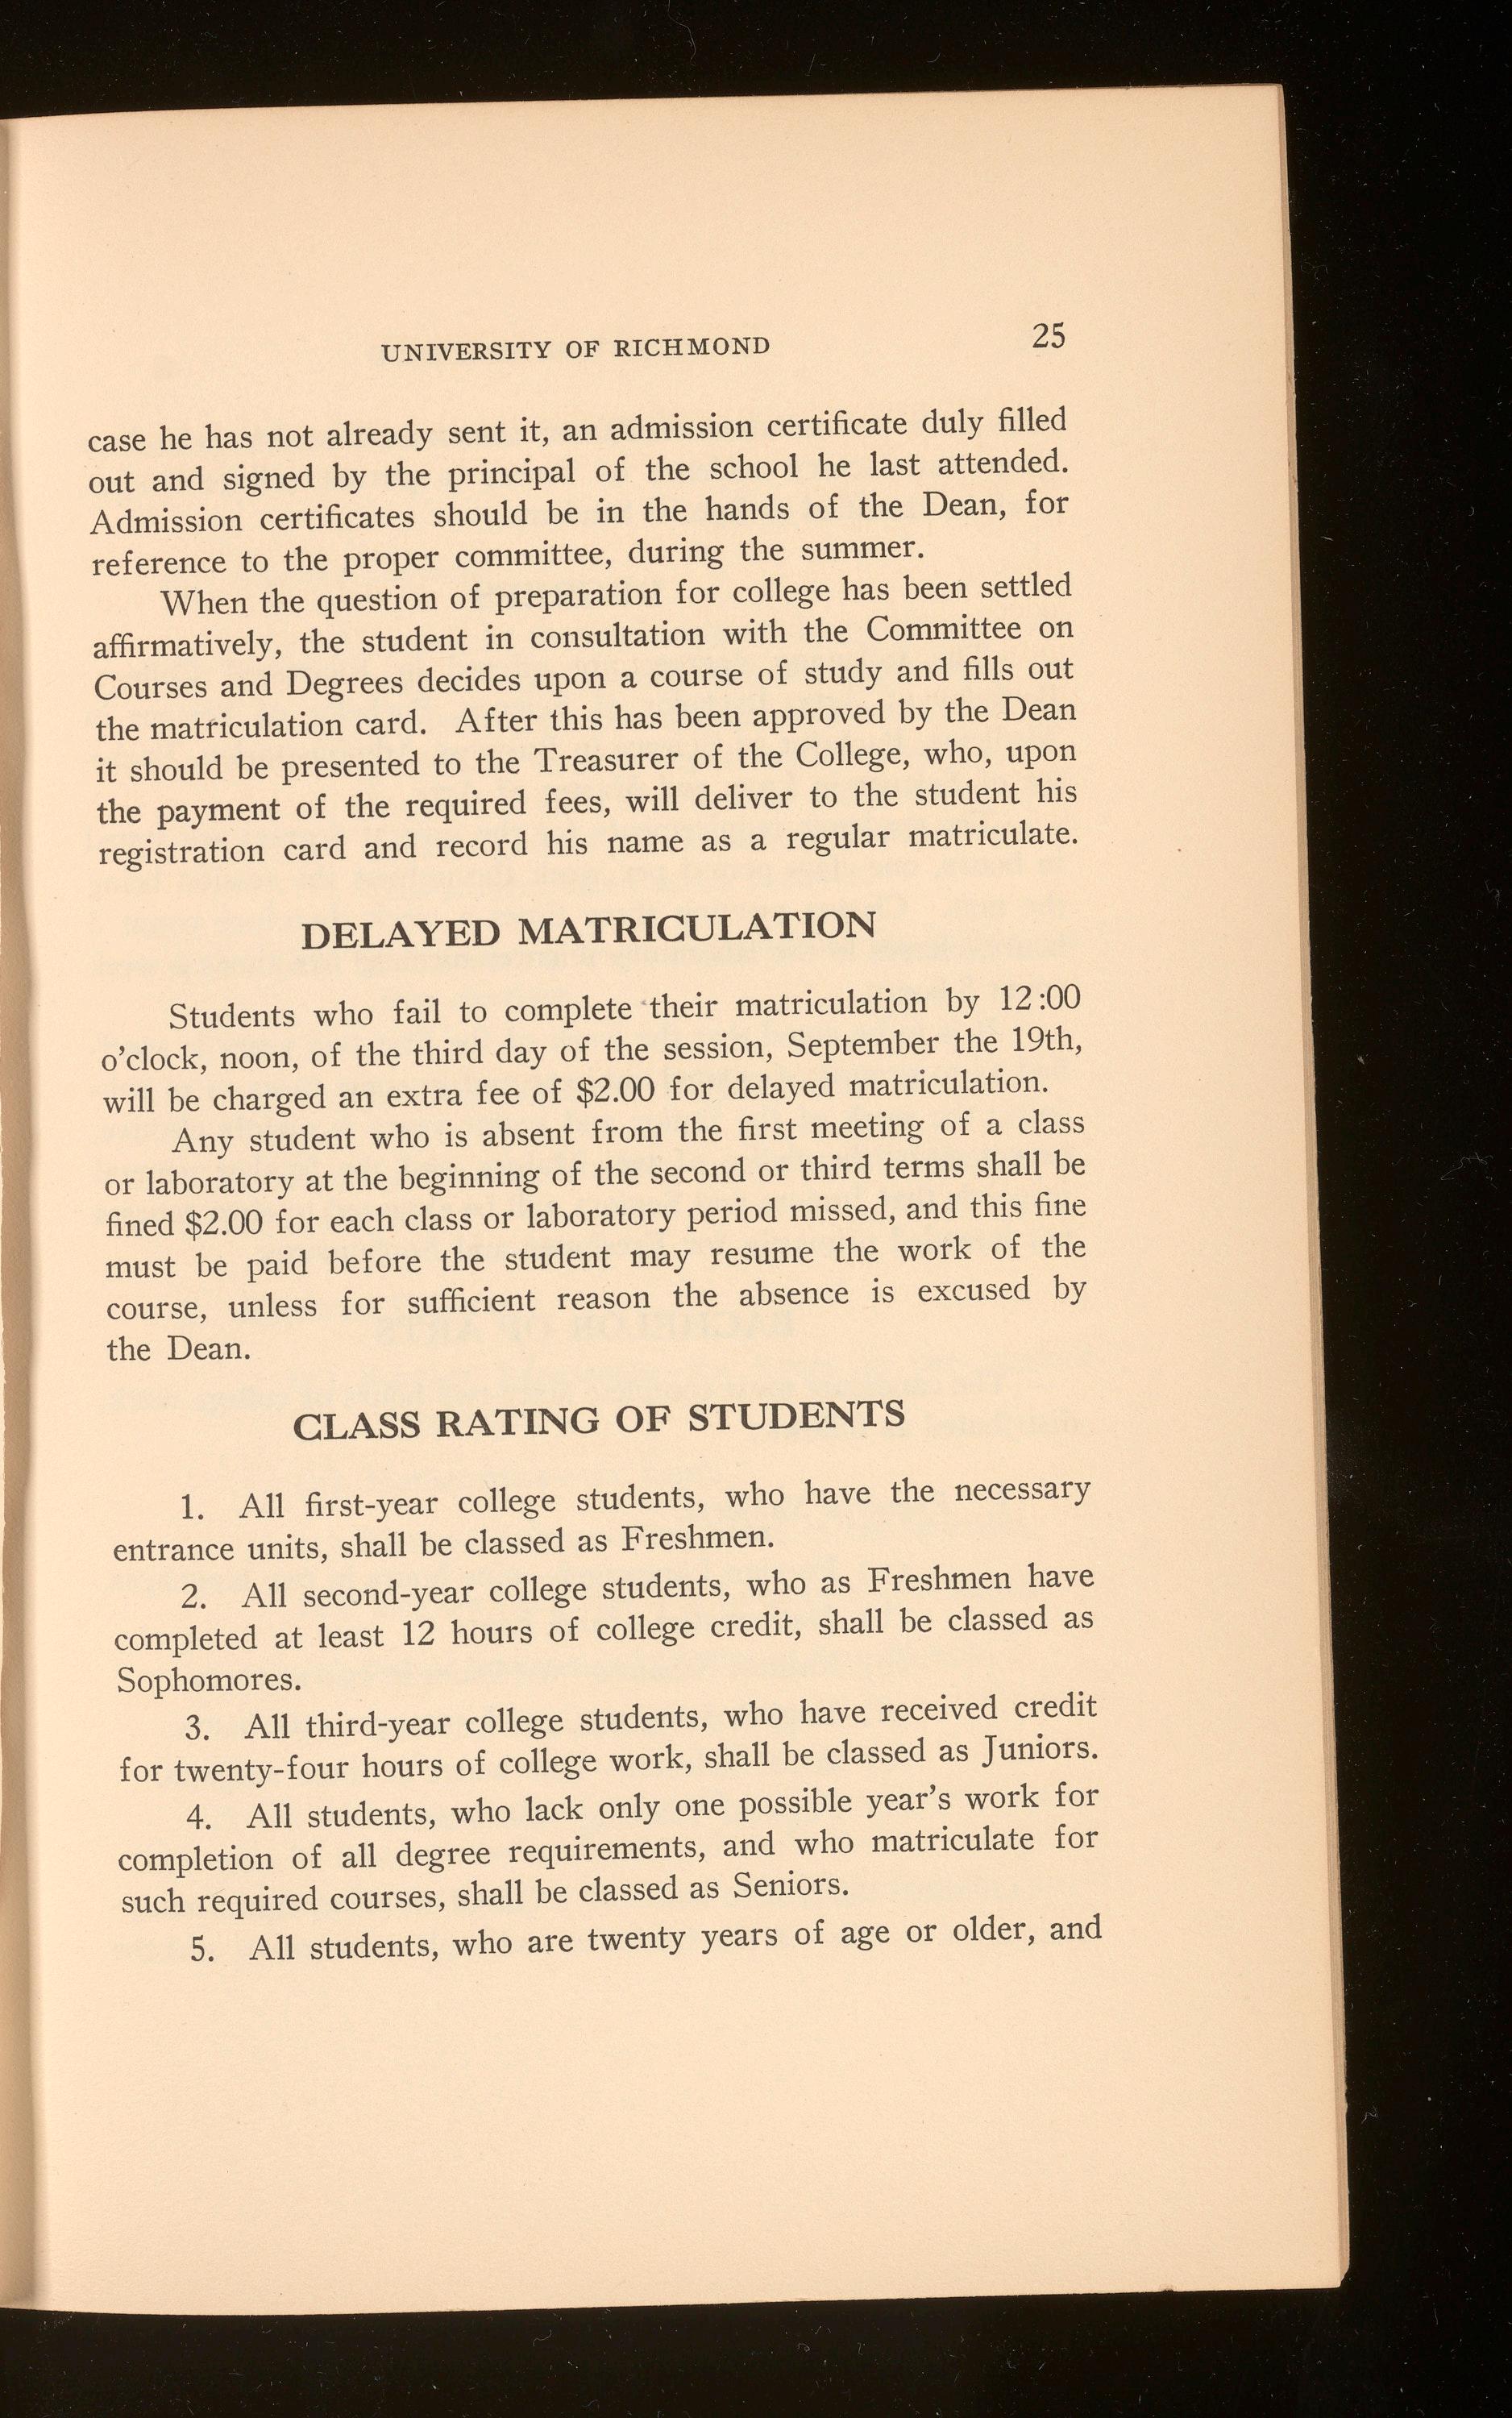 UNIVERSITY OF RICHMOND 25
case he has not already sent it, an admission certificate duly filled
out and signed by the principal of the school he last attended.
Admission certificates should be in the hands of the Dean, for
reference to the proper committee, during the summer.
When the question of preparation for college has been settled
affirmatively, the student in consultation with the Committee on
Courses and Degrees decides upon a course of study and fills out
the matriculation card. After this has been approved by the Dean
it should be presented to the Treasurer of the College, who, upon
the payment of the required fees, will deliver to the student his
registration card and record his name as a regular matriculate.
DELAYED MATRICULATION
Students who fail to complete their matriculation by 12:00
o'clock, noon, of the third day of the session, September the 19th,
will be charged an extra fee of $2.00 for delayed matriculation.
Any student who is absent from the first meeting of a class
or laboratory at the beginning of the second or third terms shall be
fined $2.00 for each class or laboratory period missed, and this fine
must be paid before the student may resume the work of the
course, unless for sufficient reason the absence is excused by
the Dean.
CLASS RATING OF STUDENTS
1. All first-year college students, who have the necessary
entrance units, shall be classed as Freshmen.
2. All second-year college students, who as Freshmen have
completed at least 12 hours of college credit, shall be classed as
Sophomores.
3. All third-year college students, who have received credit
for twenty-four hours of college work, shall be classed as Juniors.
4. All students, who lack only one possible year's work for
completion of all degree requirements, and who matriculate for
such required courses, shall be classed as Seniors.
5. All students, who are twenty years of age or older, and